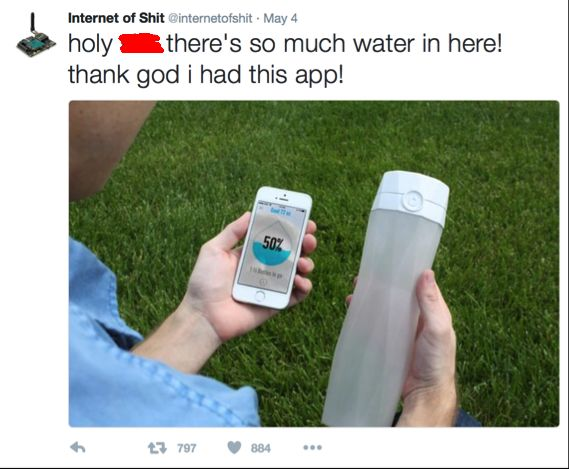 Internet of Shit @internetofshit · May 4
holy there's so much water in here!
thank god i had this app!
50%
797 884